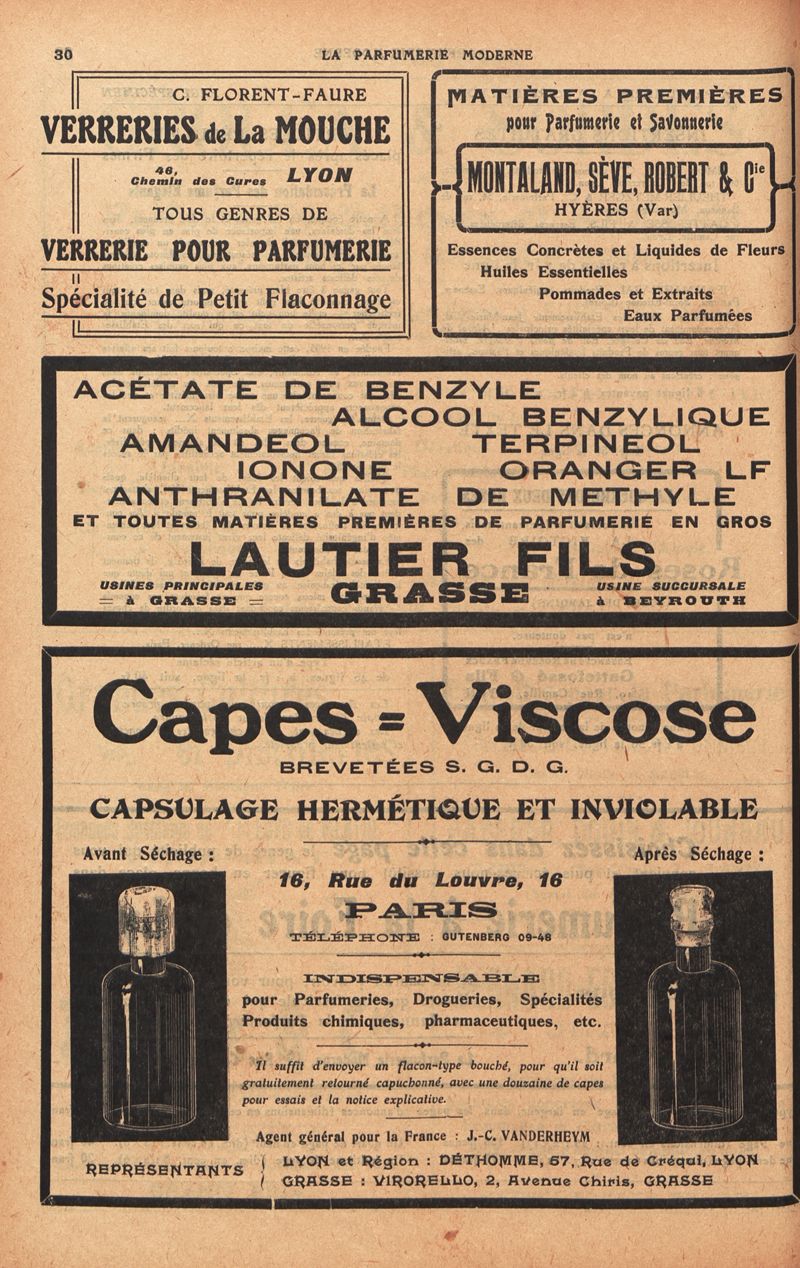 30
LA PARFUMERIE MODERNE
C. FLORENT-FAURE
VERRERIES de La MOUCHE
46,
Chemin des Cures LYON
TOUS GENRES DE
VERRERIE POUR PARFUMERIE
Spécialité de Petit Flaconnage
MATIÈRES PREMIÈRES
pour Parfumerie et Savonnerie
MONTALAND, SÈVE, ROBERT & Cie
HYÈRES (Var)
Essences Concrètes et Liquides de Fleurs
Huiles Essentielles
Pommades et Extraits
Eaux Parfumées
ACÉTATE DE BENZYLE
ALCOOL BENZYLIQUE
AMANDEOL TERPINEOL
IONONE ORANGER LF
ANTHRANILATE DE METHYLE
ET TOUTES MATIÈRES PREMIÈRES DE PARFUMERIE EN GROS
LAUTIER FILS
USINES PRINCIPALES
= à GRASSE =
GRASSE
USINE SUCCURSALE
à BEYROUTH
Capes = Viscose
BREVETÉES S. G. D. G.
CAPSULAGE HERMÉTIQUE ET INVIOLABLE
Avant Séchage :
Après Séchage :
16, Rue du Louvre, 16
PARIS
TÉLÉPHONE : GUTENBERG 09-48
INDISPENSABLE
pour Parfumeries, Drogueries, Spécialités
Produits chimiques, pharmaceutiques, etc.
Il suffit d'envoyer un flacon-type bouché, pour qu'il soit
gratuitement retourné capuchonné, avec une douzaine de capes
pour essais et la notice explicative.
Agent général pour la France : J.-C. VANDERHEYM
REPRÉSENTANTS
LYON et Région : DÉTHOMME, 57, Rue de Créqui, LYON
GRASSE : VIRORELLO, 2, Avenue Chiris, GRASSE